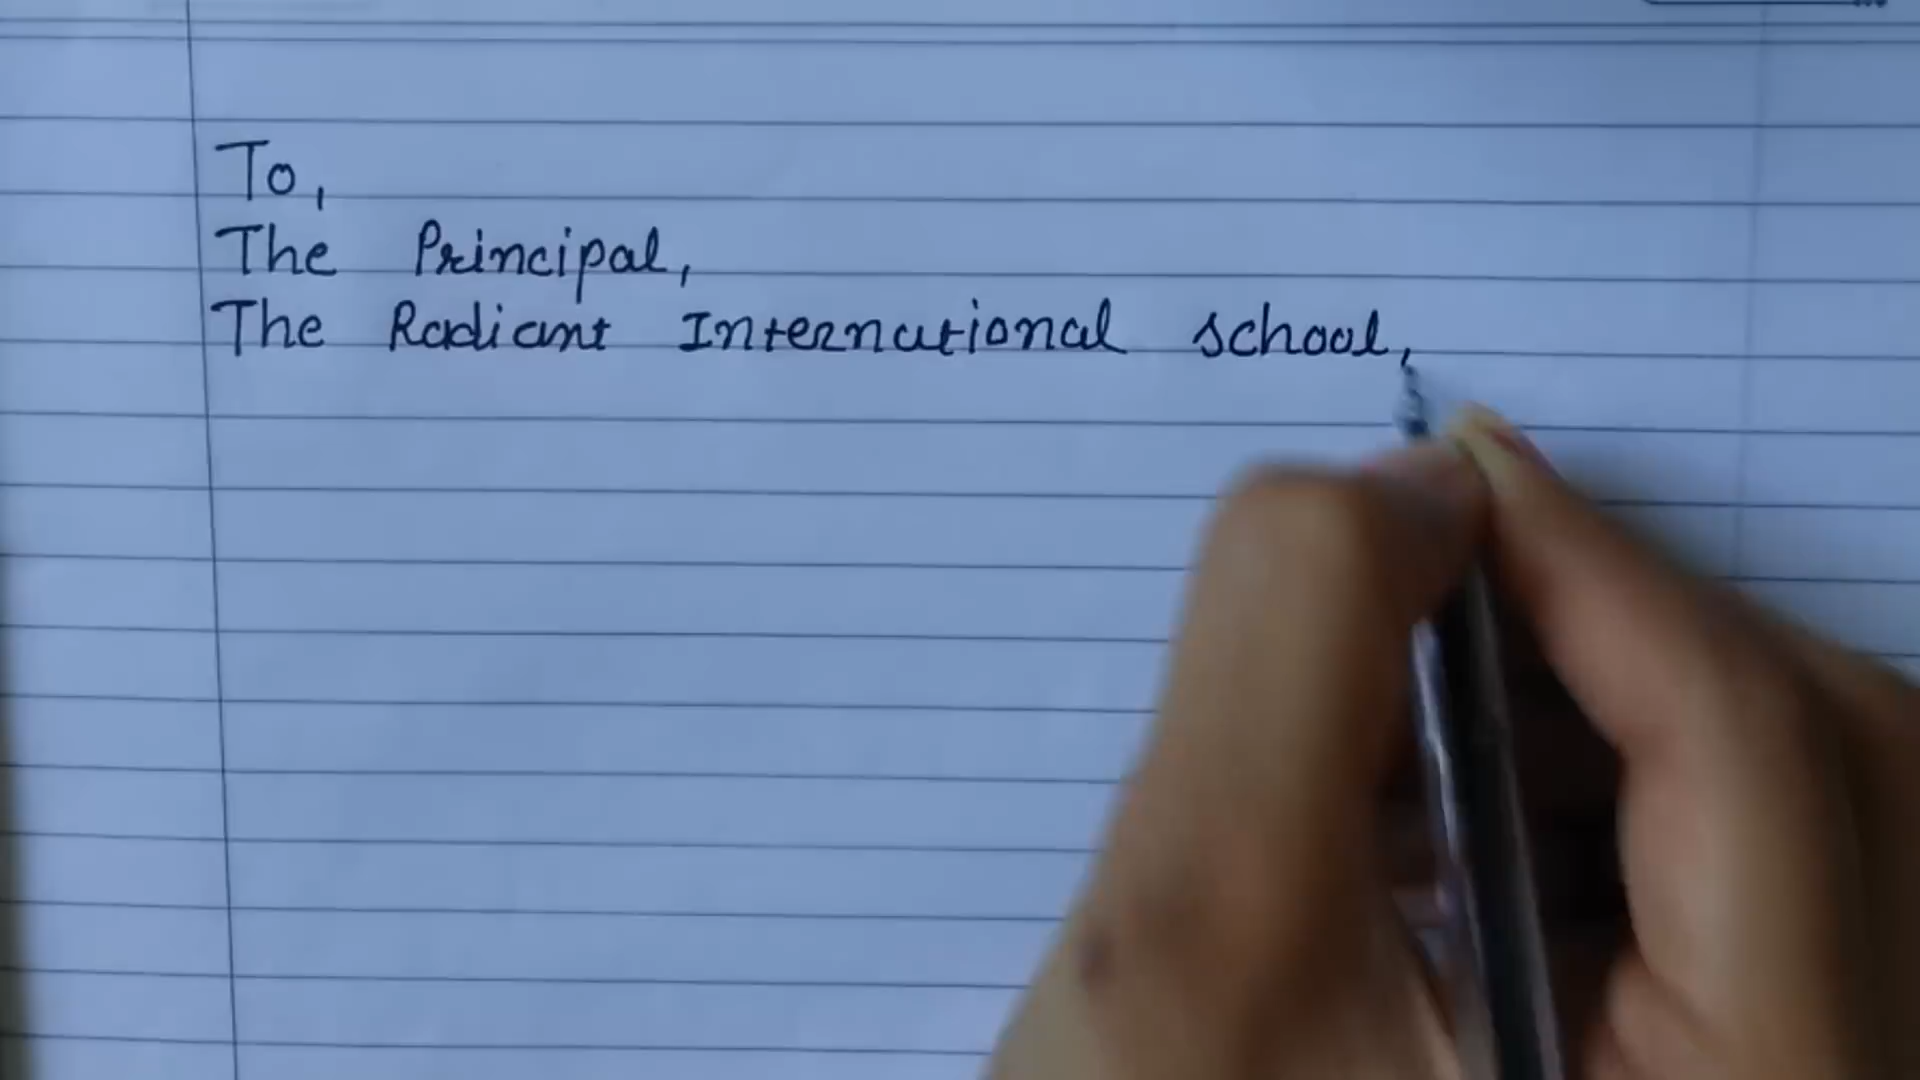 To,
The Principal,
The Radiant International school,